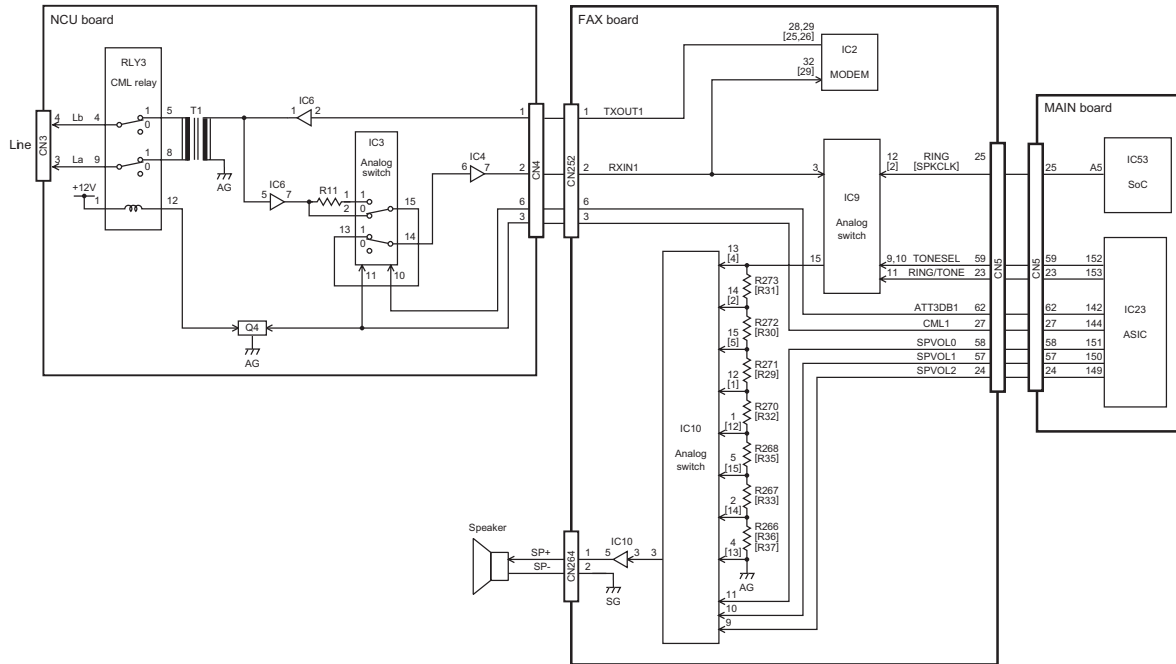 NCU board
RLY3
CML relay
4 Lb 4
1
0
5
T1
3 La 9
1
0
8
Line
CN3
AG
+12V
1
12
1 IC6 2
5 IC6 7
R11
IC3
Analog
switch
1 1
2 0
15
13 1
0
14
11 10
6 IC4 7
Q4
AG
1
2
6
3
CN4
FAX board
CN252
1 TXOUT1
2 RXIN1
6
3
28,29
[25,26]
32
[29]
IC2
MODEM
3
IC9
Analog
switch
12
[2]
RING
[SPKCLK]
25
15
9,10 TONESEL 59
11 RING/TONE 23
ATT3DB1 62
CML1 27
SPVOL0 58
SPVOL1 57
SPVOL2 24
CN5
IC10
Analog
switch
13
[4]
R273
[R31]
14
[2]
R272
[R30]
15
[5]
R271
[R29]
12
[1]
R270
[R32]
1
[12]
R268
[R35]
5
[15]
R267
[R33]
2
[14]
R266
[R36]
[R37]
4
[13]
AG
11
10
9
Speaker
SP+
SP-
CN264
1 5 IC10 3 3
2
SG
MAIN board
CN5
25 A5
IC53
SoC
59 152
23 153
62 142
27 144
58 151
57 150
24 149
IC23
ASIC